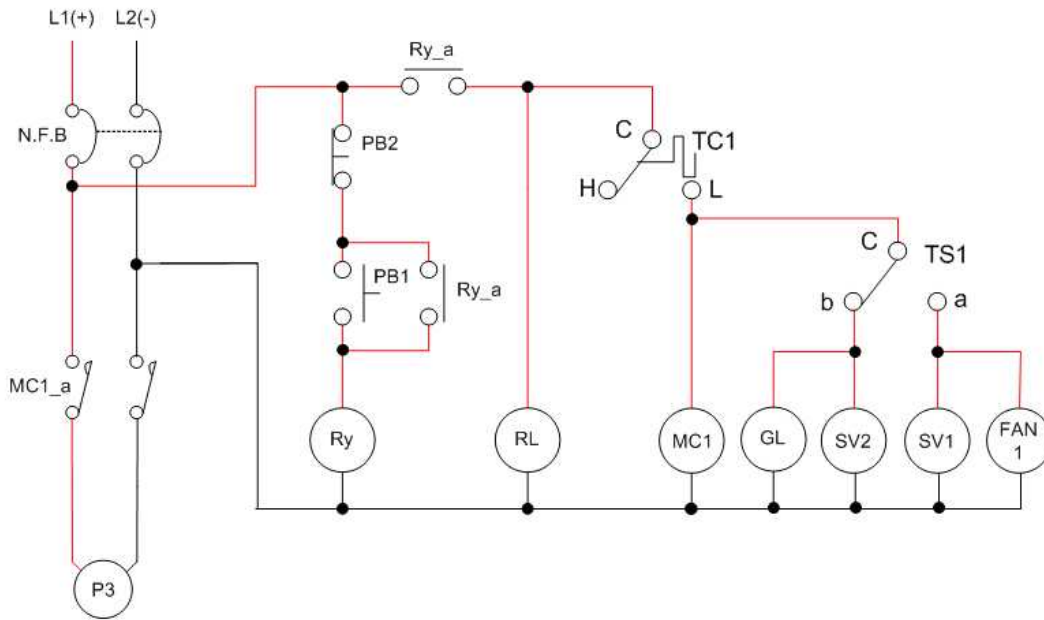 L1(+) L2(-)
Ry_a
N.F.B
PB2
C
TC1
H
L
C
TS1
PB1
Ry_a
b
a
MC1_a
Ry
RL
MC1
GL
SV2
SV1
FAN
1
P3